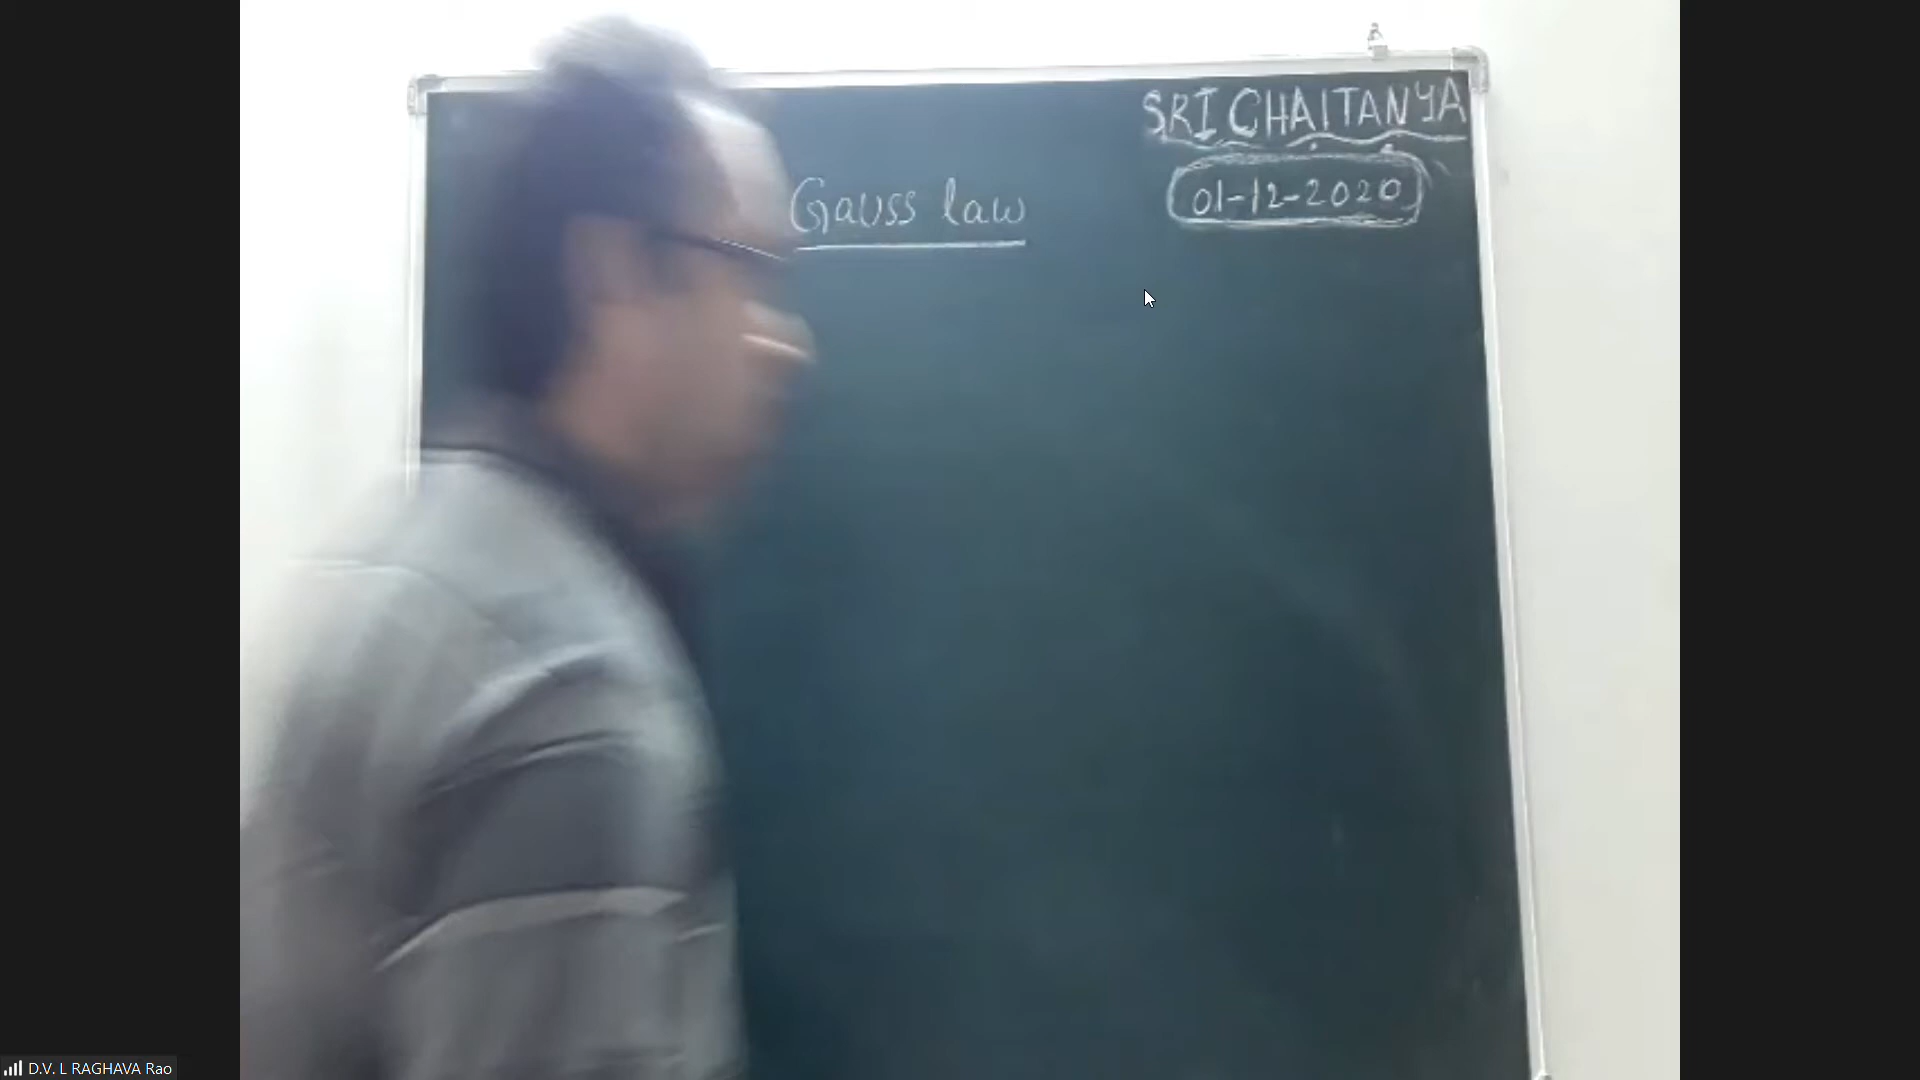 SRI CHAITANYA
01-12-2020
Gauss law
D.V. L RAGHAVA Rao